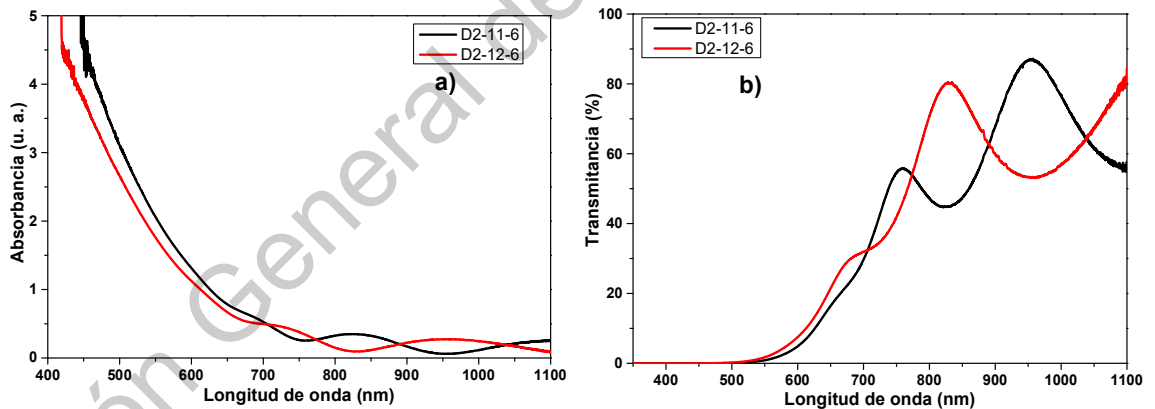 5
4
3
2
1
0
400 500 600 700 800 900 1000 1100
Absorbancia (u. a.)
Longitud de onda (nm)
D2-11-6
D2-12-6
a)
100
80
60
40
20
0
400 500 600 700 800 900 1000 1100
Transmitancia (%)
Longitud de onda (nm)
D2-11-6
D2-12-6
b)
ón General de